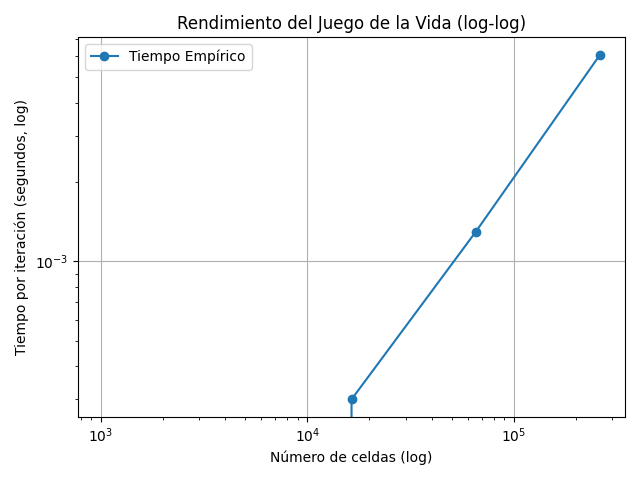 Rendimiento del Juego de la Vida (log-log)
Tiempo Empírico
Tiempo por iteración (segundos, log)
10⁻³
10³ 10⁴ 10⁵
Número de celdas (log)